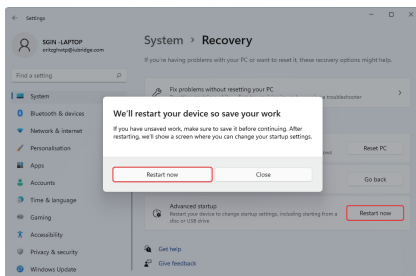 Settings
SGIN -LAPTOP
oritzghwtp@iubridge.com
Find a setting
System
Bluetooth & devices
Network & internet
Personalisation
Apps
Accounts
Time & language
Gaming
Accessibility
Privacy & security
Windows Update
System > Recovery
If you're having problems with your PC or want to reset it, these recovery options might help.
Fix problems without resetting your PC
a troubleshooter
We'll restart your device so save your work
If you have unsaved work, make sure to save it before continuing. After
restarting, we'll show a screen where you can change your startup settings.
Restart now
Close
Reset PC
Go back
Advanced startup
Restart your device to change startup settings, including starting from a
disc or USB drive
Restart now
Get help
Give feedback